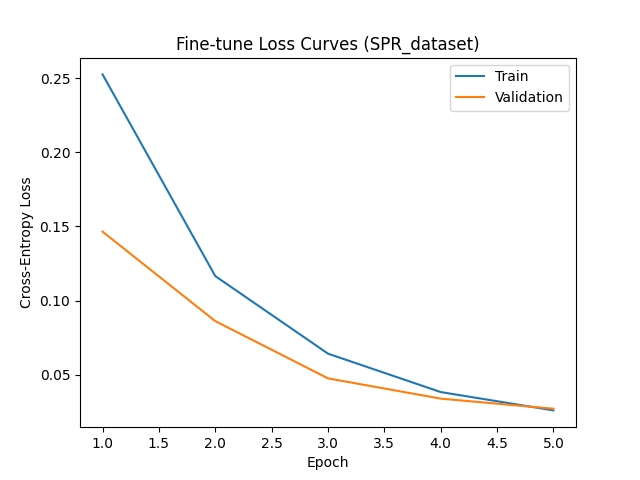 Fine-tune Loss Curves (SPR_dataset)
Train
Validation
Cross-Entropy Loss
0.25
0.20
0.15
0.10
0.05
1.0 1.5 2.0 2.5 3.0 3.5 4.0 4.5 5.0
Epoch